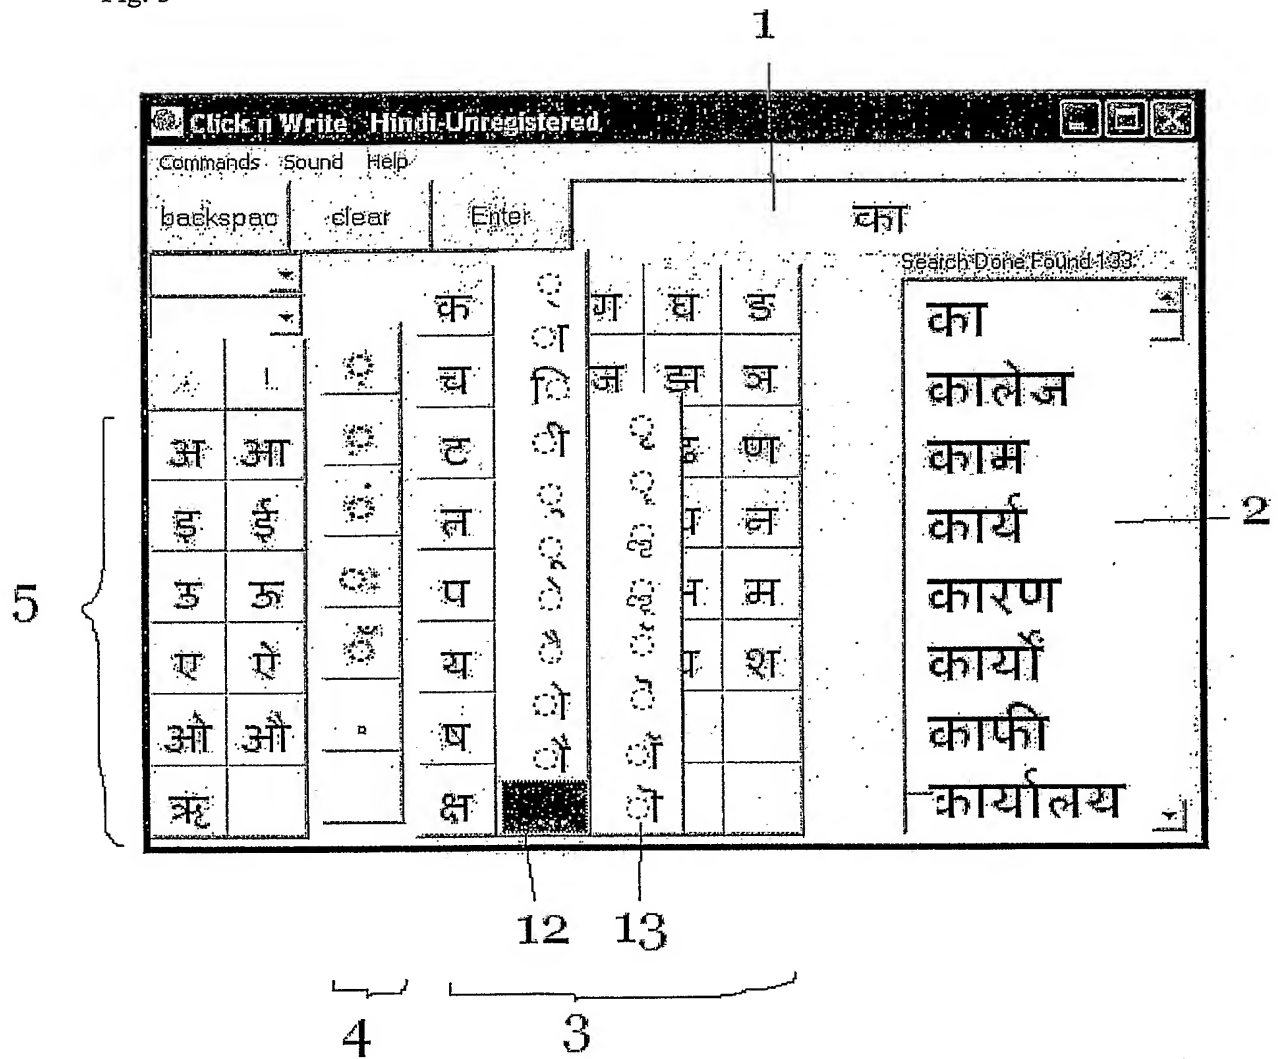 1
Click n Write Hindi-Unregistered
Commands Sound Help
backspac clear Enter
का
Search Done Found 133
क ग घ ङ
च ज झ ञ
अ आ ट ण
इ ई त न
उ ऊ प म
ए ऐ य श
ओ औ ष
ऋ क्ष
का
कालेज
काम
कार्य
कारण
कार्यों
काफी
कार्यालय
2
5
12 13
4 3